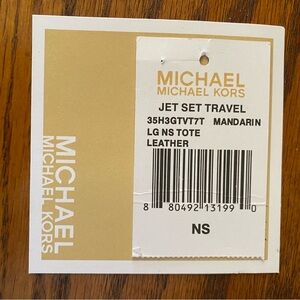 MICHAEL
MICHAEL KORS
MICHAEL
MICHAEL KORS
JET SET TRAVEL
35H3GTVT7T MANDARIN
LG NS TOTE
LEATHER
8 80492 13199 0
NS